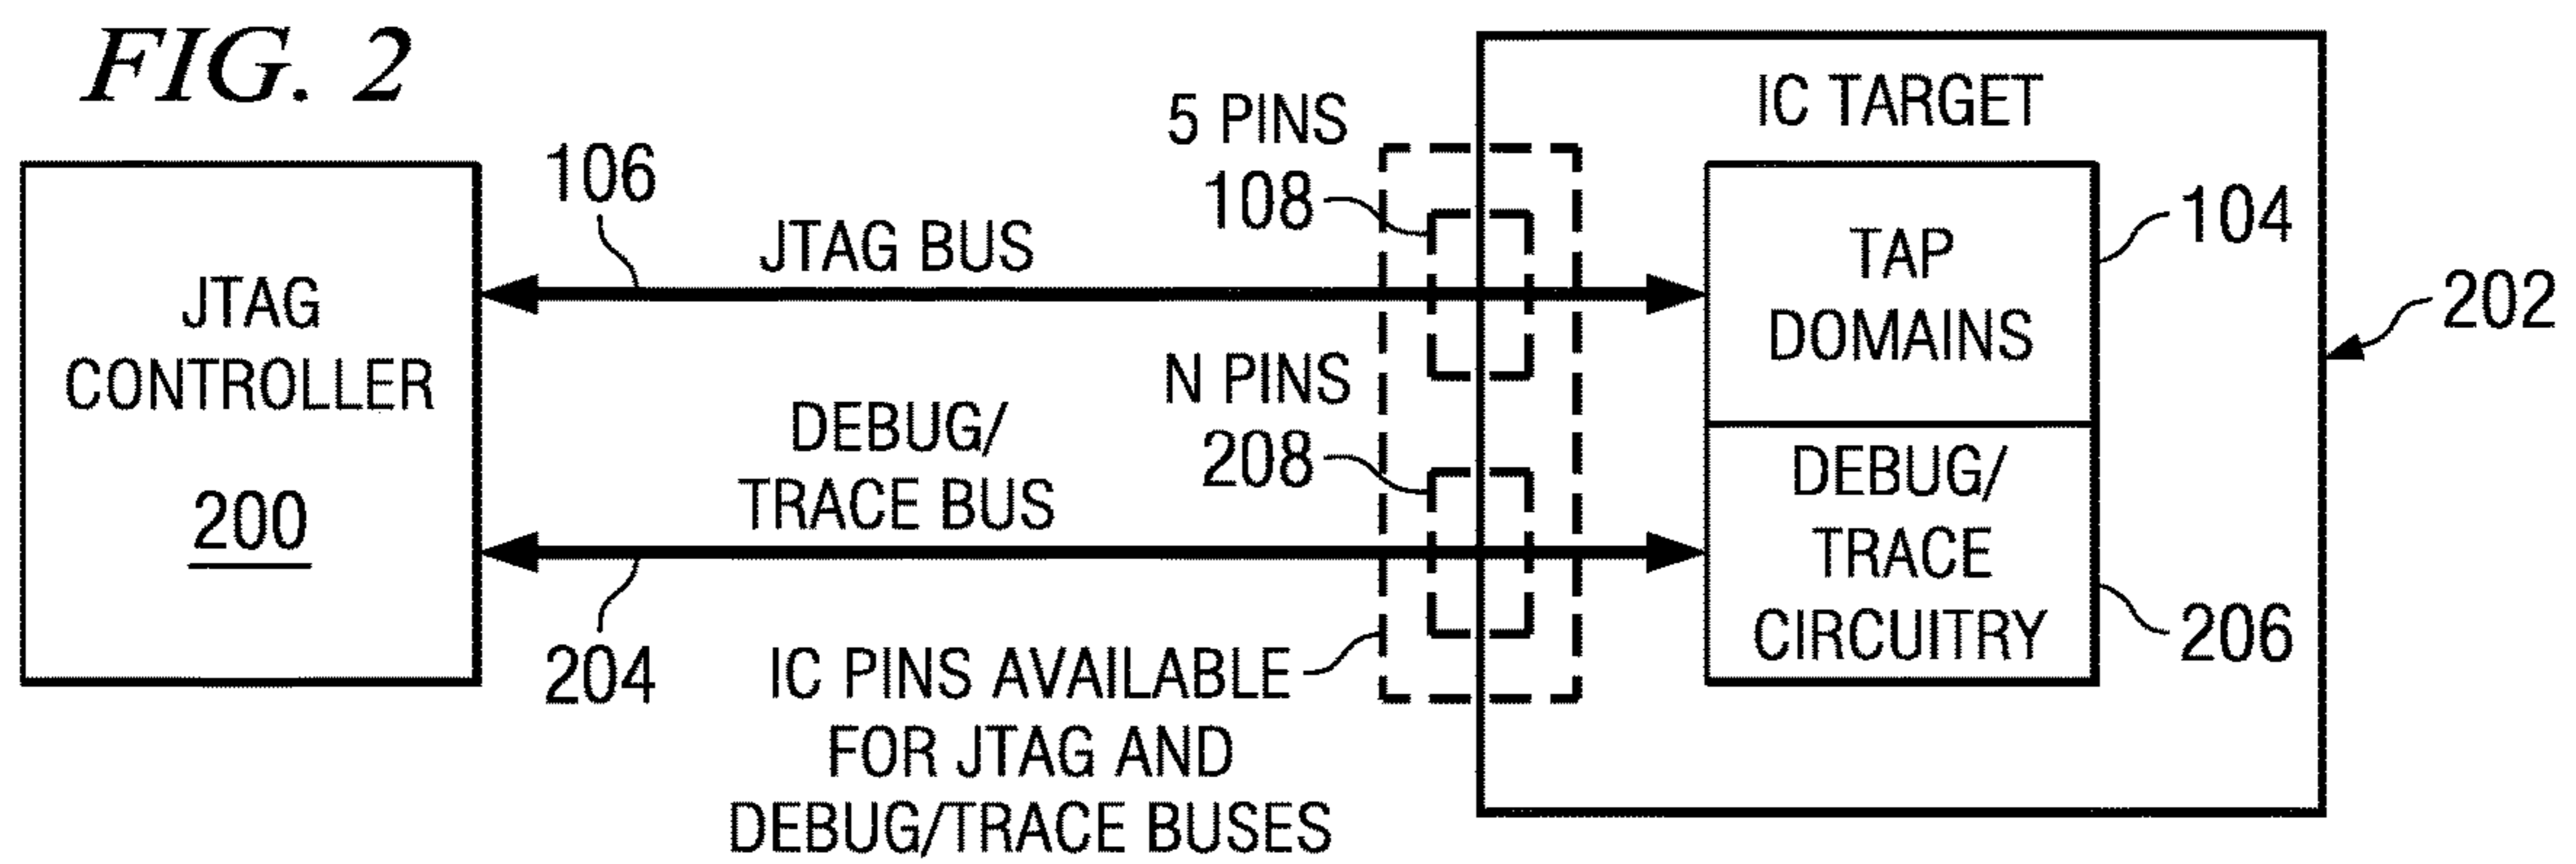 FIG. 2
IC TARGET
5 PINS
108
106
JTAG BUS
JTAG
CONTROLLER
200
TAP
DOMAINS
104
202
N PINS
208
DEBUG/
TRACE BUS
204
DEBUG/
TRACE
CIRCUITRY
206
IC PINS AVAILABLE
FOR JTAG AND
DEBUG/TRACE BUSES